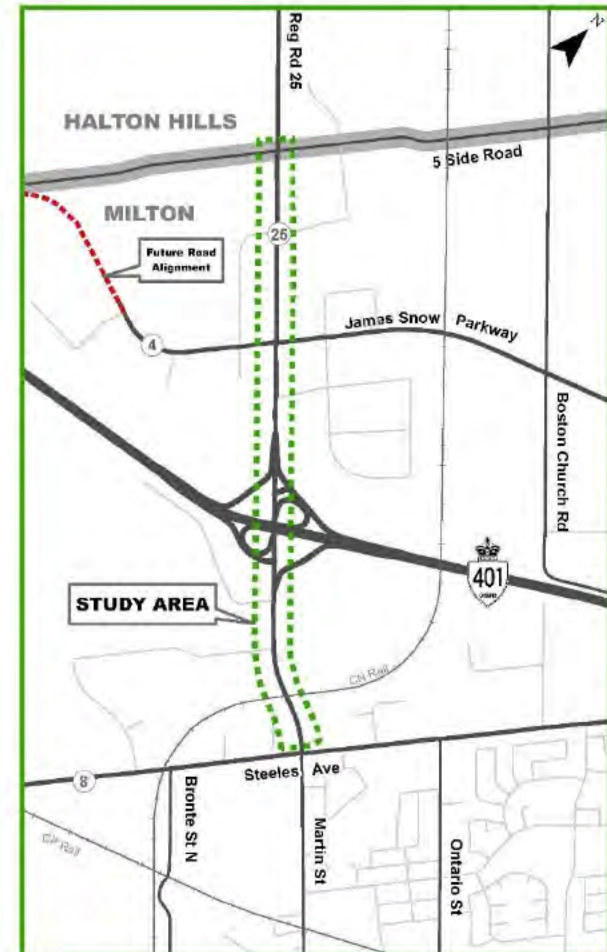 Reg Rd 25
N
HALTON HILLS
5 Side Road
MILTON
25
Future Road
Alignment
James Snow Parkway
4
Boston Church Rd
401
STUDY AREA
CN Rail
Steeles Ave
8
Bronte St N
Martin St
Ontario St
CP Rail